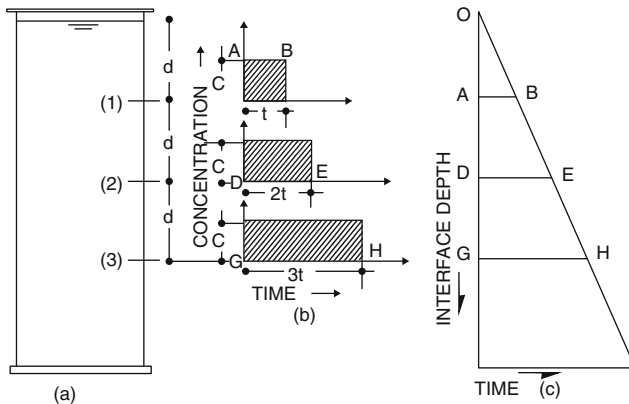 d
(1)
d
(2)
d
(3)
(a)
CONCENTRATION
A B
C
t
C
D E
2t
C
G H
3t
TIME
(b)
O
A B
D E
G H
INTERFACE DEPTH
TIME (c)